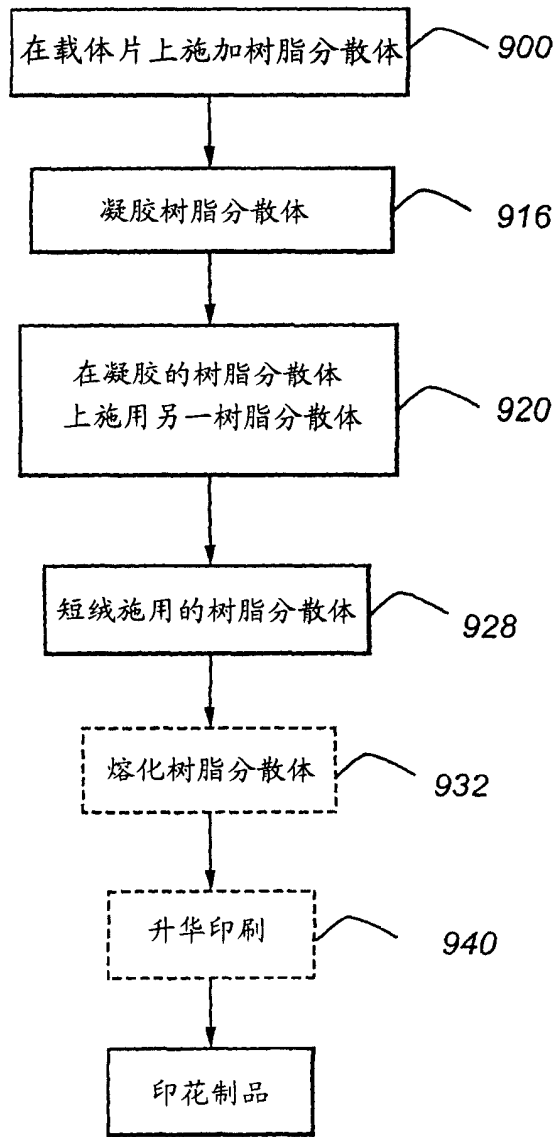 在载体片上施加树脂分散体
900
凝胶树脂分散体
916
在凝胶的树脂分散体
上施用另一树脂分散体
920
短绒施用的树脂分散体
928
熔化树脂分散体
932
升华印刷
940
印花制品